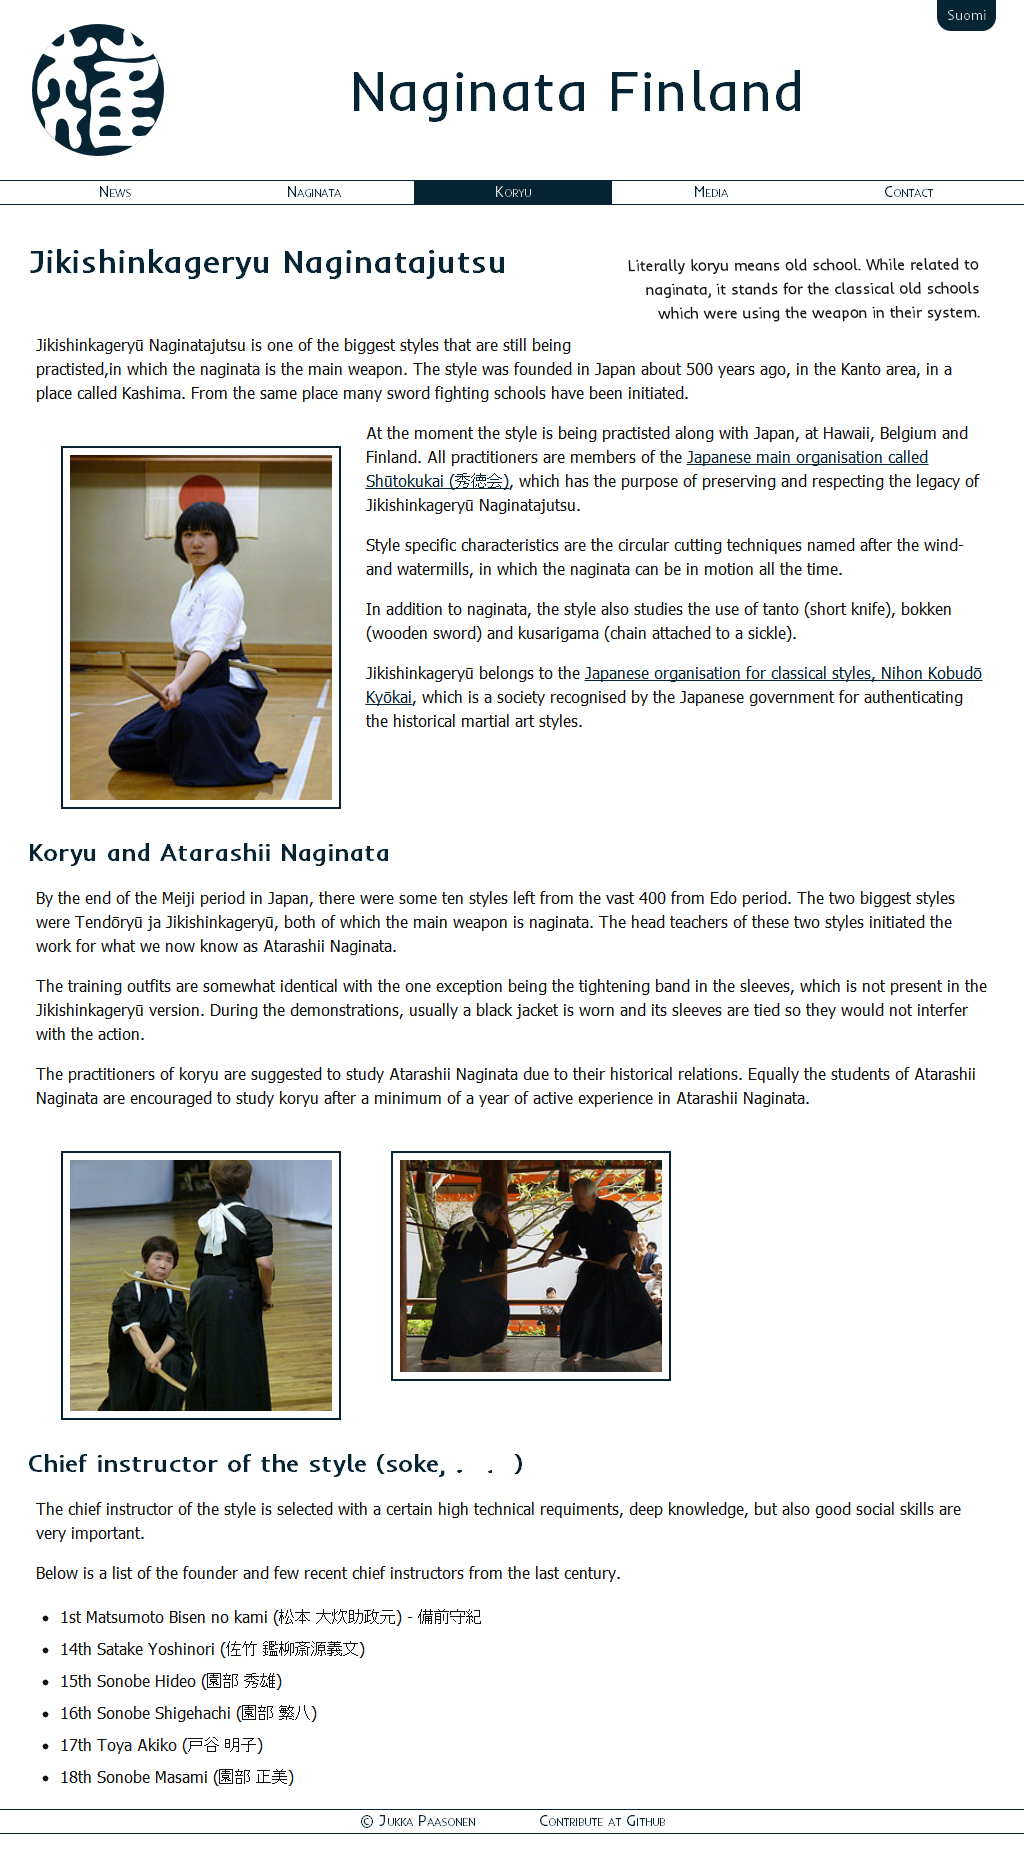 Suomi
Naginata Finland
News Naginata Koryu Media Contact
Jikishinkageryu Naginatajutsu
Literally koryu means old school. While related to
naginata, it stands for the classical old schools
which were using the weapon in their system.
Jikishinkageryū Naginatajutsu is one of the biggest styles that are still being
practisted,in which the naginata is the main weapon. The style was founded in Japan about 500 years ago, in the Kanto area, in a
place called Kashima. From the same place many sword fighting schools have been initiated.
At the moment the style is being practisted along with Japan, at Hawaii, Belgium and
Finland. All practitioners are members of the Japanese main organisation called
Shūtokukai (秀徳会), which has the purpose of preserving and respecting the legacy of
Jikishinkageryū Naginatajutsu.
Style specific characteristics are the circular cutting techniques named after the wind-
and watermills, in which the naginata can be in motion all the time.
In addition to naginata, the style also studies the use of tanto (short knife), bokken
(wooden sword) and kusarigama (chain attached to a sickle).
Jikishinkageryū belongs to the Japanese organisation for classical styles, Nihon Kobudō
Kyōkai, which is a society recognised by the Japanese government for authenticating
the historical martial art styles.
Koryu and Atarashii Naginata
By the end of the Meiji period in Japan, there were some ten styles left from the vast 400 from Edo period. The two biggest styles
were Tendōryū ja Jikishinkageryū, both of which the main weapon is naginata. The head teachers of these two styles initiated the
work for what we now know as Atarashii Naginata.
The training outfits are somewhat identical with the one exception being the tightening band in the sleeves, which is not present in the
Jikishinkageryū version. During the demonstrations, usually a black jacket is worn and its sleeves are tied so they would not interfer
with the action.
The practitioners of koryu are suggested to study Atarashii Naginata due to their historical relations. Equally the students of Atarashii
Naginata are encouraged to study koryu after a minimum of a year of active experience in Atarashii Naginata.
Chief instructor of the style (soke, )
The chief instructor of the style is selected with a certain high technical requiments, deep knowledge, but also good social skills are
very important.
Below is a list of the founder and few recent chief instructors from the last century.
• 1st Matsumoto Bisen no kami (松本 大炊助政元) - 備前守紀
• 14th Satake Yoshinori (佐竹 鑑柳斎源義文)
• 15th Sonobe Hideo (園部 秀雄)
• 16th Sonobe Shigehachi (園部 繁八)
• 17th Toya Akiko (戸谷 明子)
• 18th Sonobe Masami (園部 正美)
© Jukka Paasonen Contribute at Github